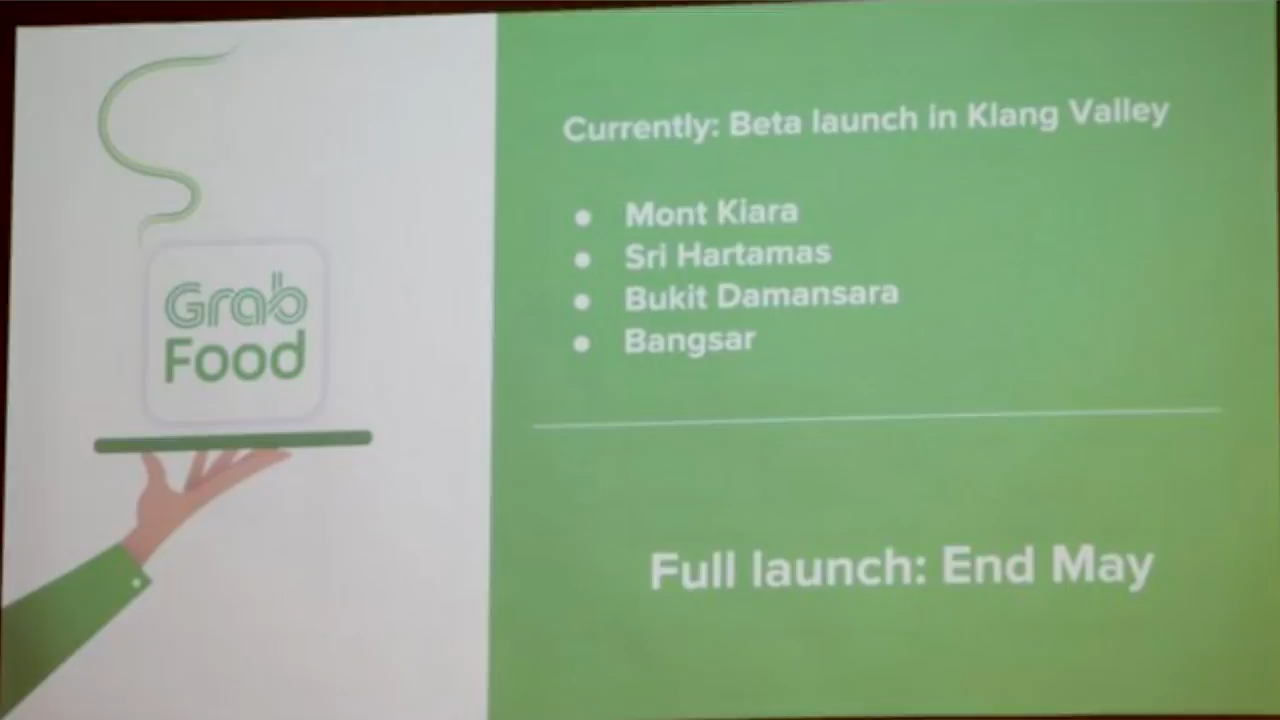 Grab
Food
Currently: Beta launch in Klang Valley
● Mont Kiara
● Sri Hartamas
● Bukit Damansara
● Bangsar
Full launch: End May